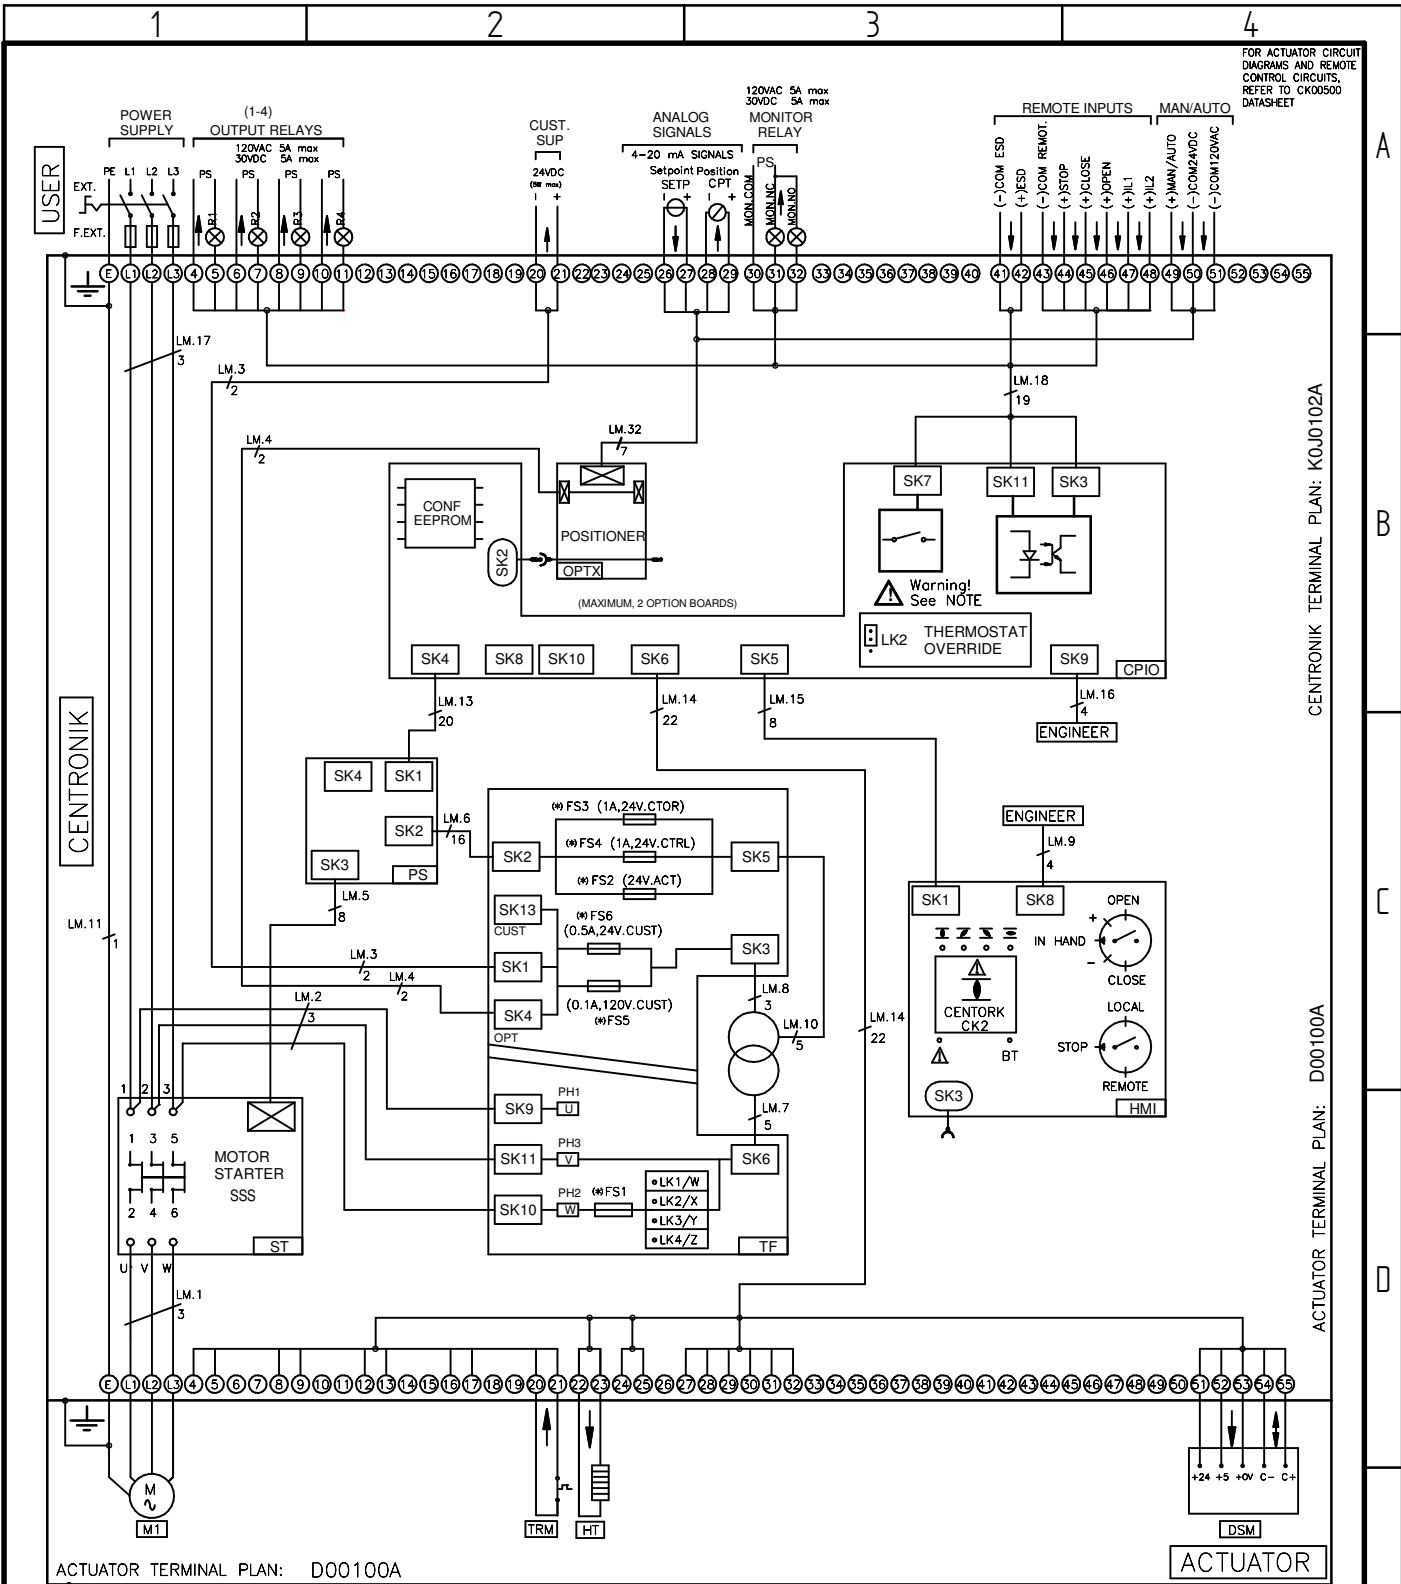 1 2 3 4
FOR ACTUATOR CIRCUIT
DIAGRAMS AND REMOTE
CONTROL CIRCUITS,
REFER TO CK00500
DATASHEET
A
B
C
D
USER
POWER
SUPPLY
PE L1 L2 L3
EXT.
F.EXT.
(1-4)
OUTPUT RELAYS
120VAC 5A max
30VDC 5A max
PS PS PS PS
R1 R2 R3 R4
CUST.
SUP
24VDC
(5W max)
- +
ANALOG
SIGNALS
4-20 mA SIGNALS
Setpoint Position
SETP CPT
- + - +
120VAC 5A max
30VDC 5A max
MONITOR
RELAY
PS
MON.COM
MON.NC
MON.NO
REMOTE INPUTS
(-)COM ESD
(+)ESD
(-)COM REMOT.
(+)STOP
(+)CLOSE
(+)OPEN
(+)IL1
(+)IL2
MAN/AUTO
(+)MAN/AUTO
(-)COM24VDC
(-)COM120VAC
E L1 L2 L3 4 5 6 7 8 9 10 11 12 13 14 15 16 17 18 19 20 21 22 23 24 25 26 27 28 29 30 31 32 33 34 35 36 37 38 39 40 41 42 43 44 45 46 47 48 49 50 51 52 53 54 55
LM.17
3
LM.3
2
LM.4
2
LM.32
7
LM.18
19
CENTRONIK TERMINAL PLAN: K0J0102A
CONF
EEPROM
SK2
POSITIONER
OPTX
(MAXIMUM, 2 OPTION BOARDS)
SK7
SK11
SK3
Warning!
See NOTE
LK2
THERMOSTAT
OVERRIDE
SK4
SK8
SK10
SK6
SK5
SK9
CPIO
LM.13
20
LM.14
22
LM.15
8
LM.16
4
ENGINEER
CENTRONIK
SK4
SK1
SK2
SK3
PS
LM.6
16
LM.5
8
LM.11
1
(*)FS3 (1A,24V.CTOR)
(*)FS4 (1A,24V.CTRL)
(*)FS2 (24V.ACT)
SK2
SK5
SK13
CUST
(*)FS6
(0.5A,24V.CUST)
SK1
SK3
SK4
OPT
(0.1A,120V.CUST)
(*)FS5
LM.3
2
LM.4
2
LM.2
3
LM.8
3
LM.10
5
LM.14
22
LM.7
5
SK9
PH1
U
SK11
PH3
V
SK10
PH2
W
(*)FS1
SK6
LK1/W
LK2/X
LK3/Y
LK4/Z
TF
ENGINEER
LM.9
4
SK1
SK8
OPEN
+
IN HAND
-
CLOSE
CENTORK
CK2
BT
LOCAL
STOP
REMOTE
SK3
HMI
1 2 3
1 3 5
2 4 6
MOTOR
STARTER
SSS
ST
U V W
LM.1
3
ACTUATOR TERMINAL PLAN: D00100A
E L1 L2 L3 4 5 6 7 8 9 10 11 12 13 14 15 16 17 18 19 20 21 22 23 24 25 26 27 28 29 30 31 32 33 34 35 36 37 38 39 40 41 42 43 44 45 46 47 48 49 50 51 52 53 54 55
M
M1
TRM
HT
+24 +5 +0V C- C+
DSM
ACTUATOR TERMINAL PLAN: D00100A
ACTUATOR